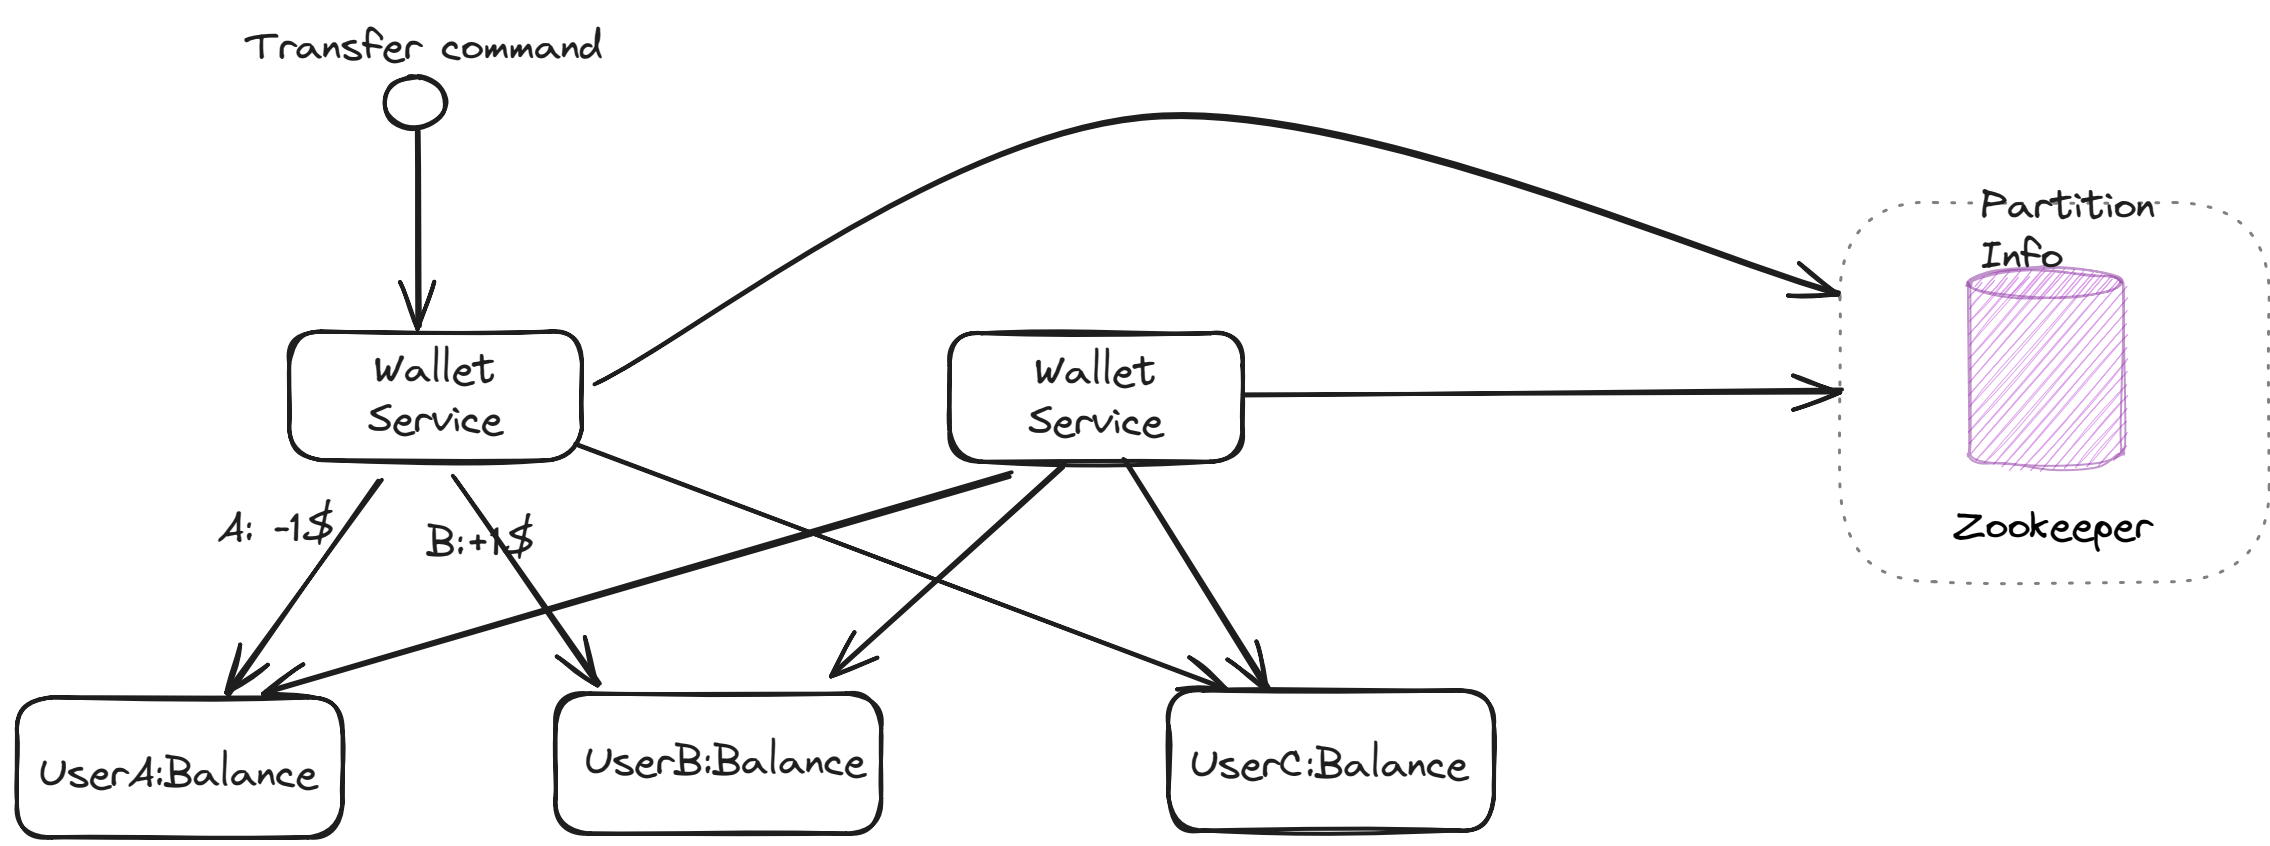 Transfer command
Partition
Info
Wallet
Service
Wallet
Service
A: -1$
B:+1$
Zookeeper
UserA:Balance
UserB:Balance
UserC:Balance